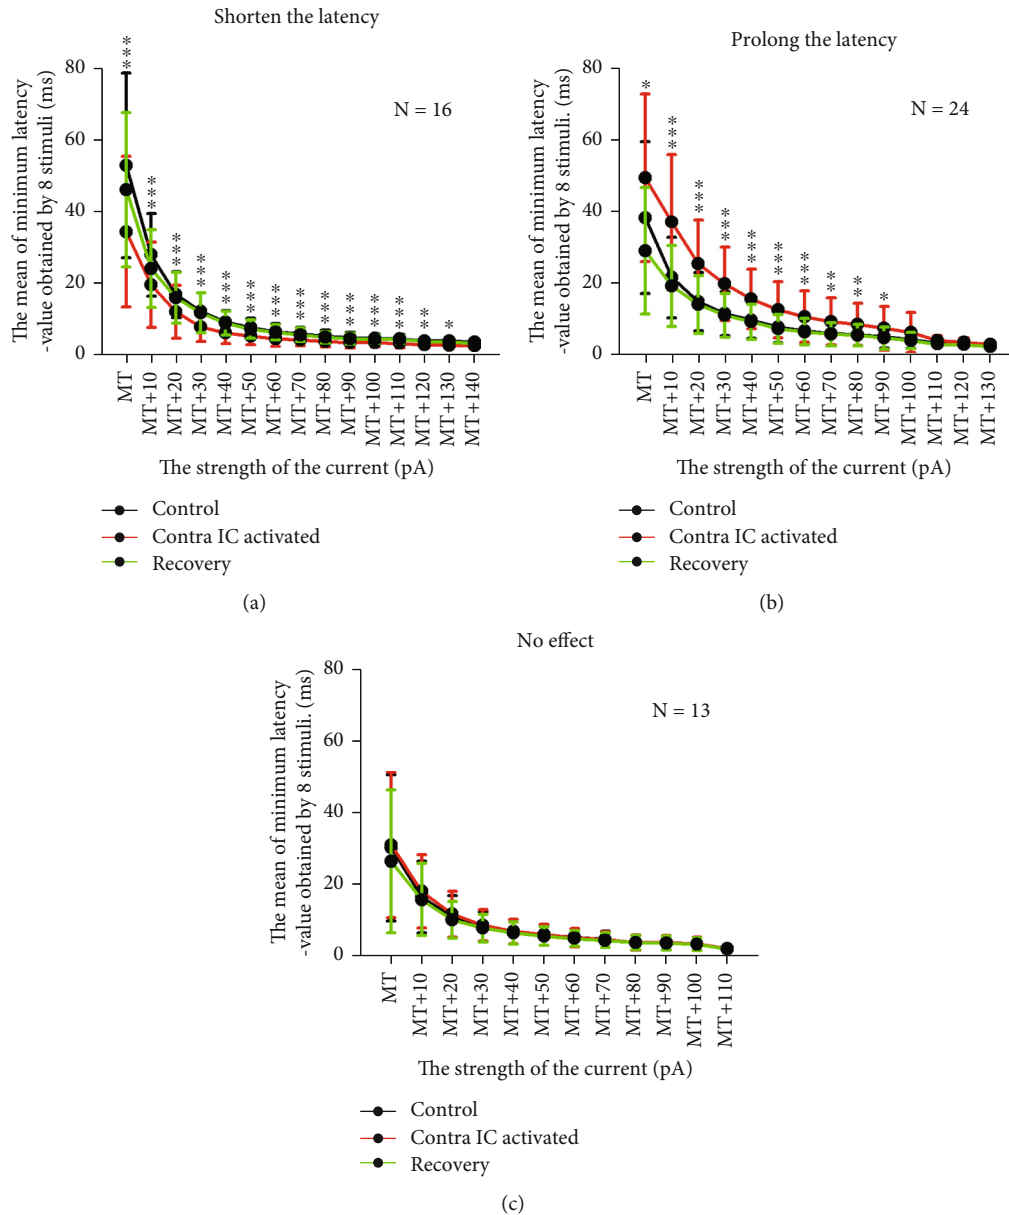 (a)
Shorten the latency
The mean of minimum latency
-value obtained by 8 stimuli. (ms)
80
60
40
20
0
N = 16
***
***
***
***
***
***
***
***
***
***
***
***
**
*
MT
MT+10
MT+20
MT+30
MT+40
MT+50
MT+60
MT+70
MT+80
MT+90
MT+100
MT+110
MT+120
MT+130
MT+140
The strength of the current (pA)
Control
Contra IC activated
Recovery
(a)
(b)
Prolong the latency
The mean of minimum latency
-value obtained by 8 stimuli. (ms)
80
60
40
20
0
N = 24
*
***
***
***
***
***
***
**
**
*
MT
MT+10
MT+20
MT+30
MT+40
MT+50
MT+60
MT+70
MT+80
MT+90
MT+100
MT+110
MT+120
MT+130
The strength of the current (pA)
Control
Contra IC activated
Recovery
(b)
No effect
The mean of minimum latency
-value obtained by 8 stimuli. (ms)
80
60
40
20
0
N = 13
MT
MT+10
MT+20
MT+30
MT+40
MT+50
MT+60
MT+70
MT+80
MT+90
MT+100
MT+110
The strength of the current (pA)
Control
Contra IC activated
Recovery
(c)